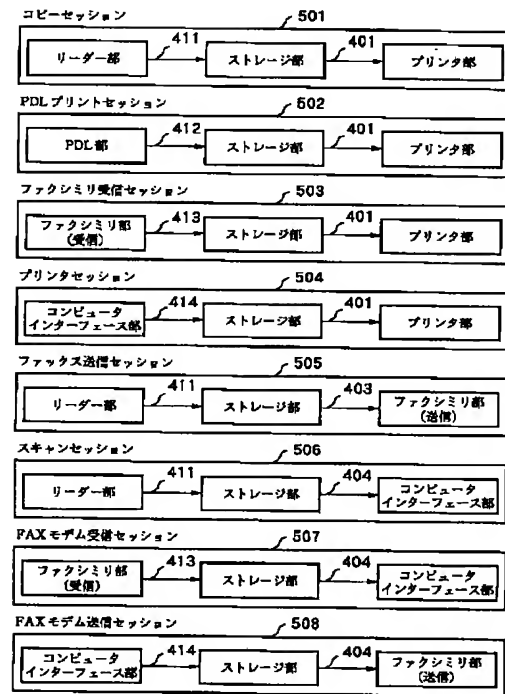 コピーセッション 501
リーダー部 411 ストレージ部 401 プリンタ部
PDLプリントセッション 502
PDL部 412 ストレージ部 401 プリンタ部
ファクシミリ受信セッション 503
ファクシミリ部 413 ストレージ部 401 プリンタ部
(受信)
プリンタセッション 504
コンピュータ 414 ストレージ部 401 プリンタ部
インターフェース部
ファックス送信セッション 505
リーダー部 411 ストレージ部 403 ファクシミリ部
(送信)
スキャンセッション 506
リーダー部 411 ストレージ部 404 コンピュータ
インターフェース部
FAXモデム受信セッション 507
ファクシミリ部 413 ストレージ部 404 コンピュータ
(受信) インターフェース部
FAXモデム送信セッション 508
コンピュータ 414 ストレージ部 404 ファクシミリ部
インターフェース部 (送信)